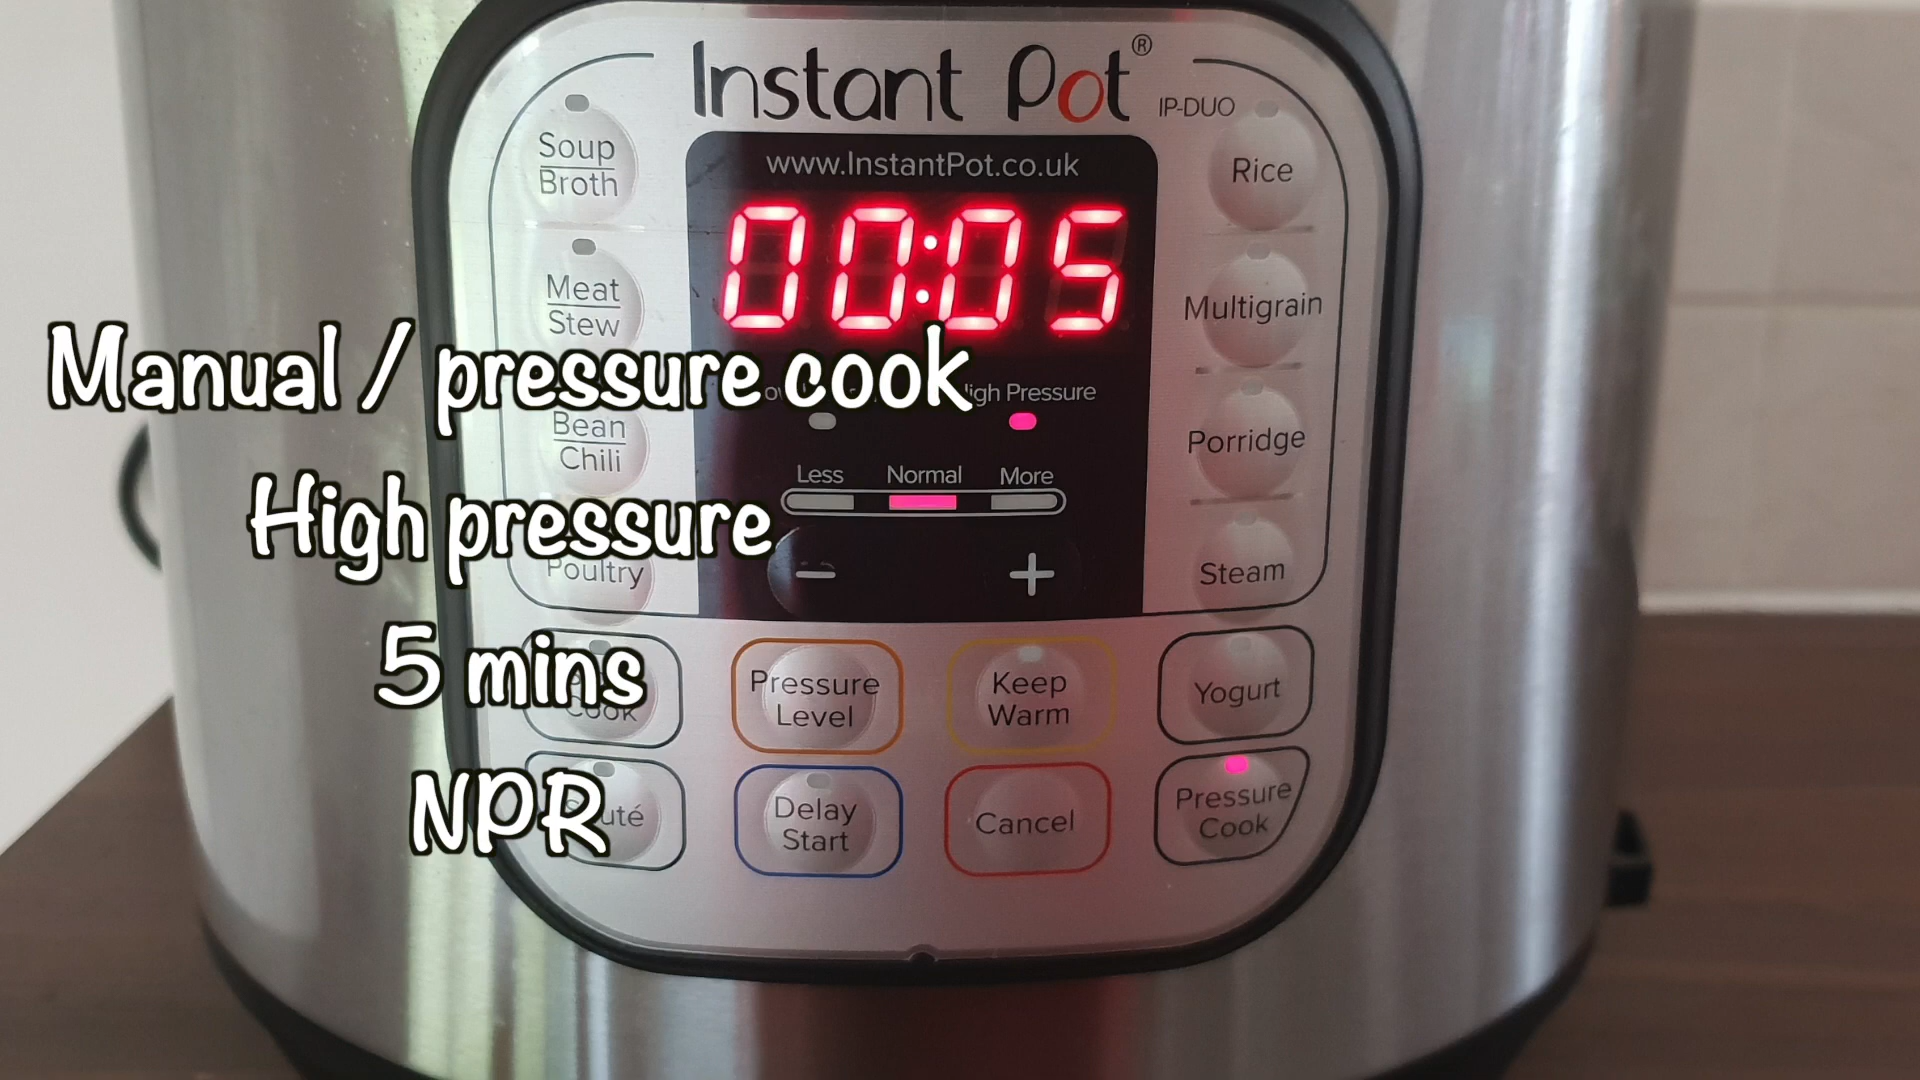 Instant Pot®
IP-DUO
www.InstantPot.co.uk
00:05
Soup
Broth
Meat
Stew
Bean
Chili
Poultry
Rice
Multigrain
Porridge
Steam
High Pressure
Less Normal More
- +
Manual / pressure cook
High pressure
5 mins
NPR
Cook
Pressure
Level
Keep
Warm
Yogurt
Delay
Start
Cancel
Pressure
Cook